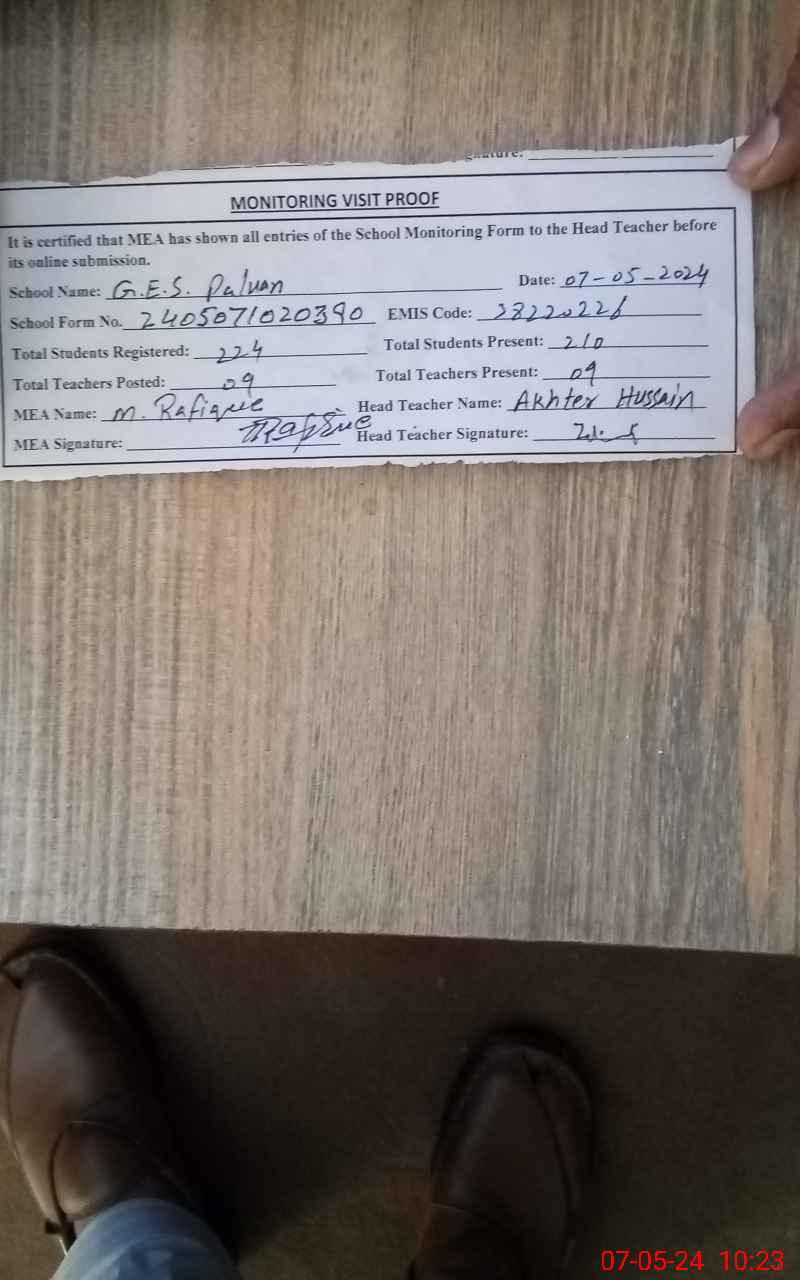 gnature:
MONITORING VISIT PROOF
It is certified that MEA has shown all entries of the School Monitoring Form to the Head Teacher before
its online submission.
School Name: G.E.S. Paluan Date: 07-05-2024
School Form No. 2405071020390 EMIS Code:
Total Students Registered: 224 Total Students Present: 210
Total Teachers Posted: 09 Total Teachers Present: 09
MEA Name: M. Rafique Head Teacher Name: Akhter Hussain
MEA Signature: Rafique Head Teacher Signature:
07-05-24 10:23